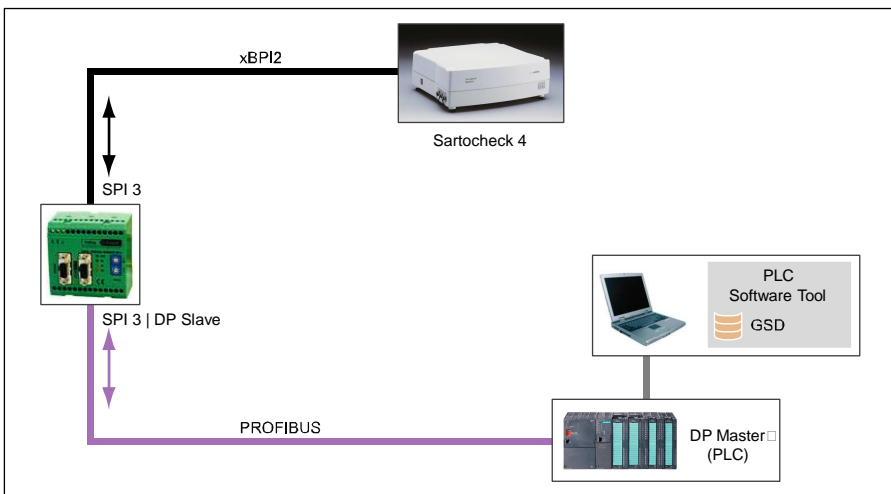 xBPI2
Sartocheck 4
SPI 3
SPI 3 | DP Slave
PLC
Software Tool
GSD
PROFIBUS
DP Master
(PLC)